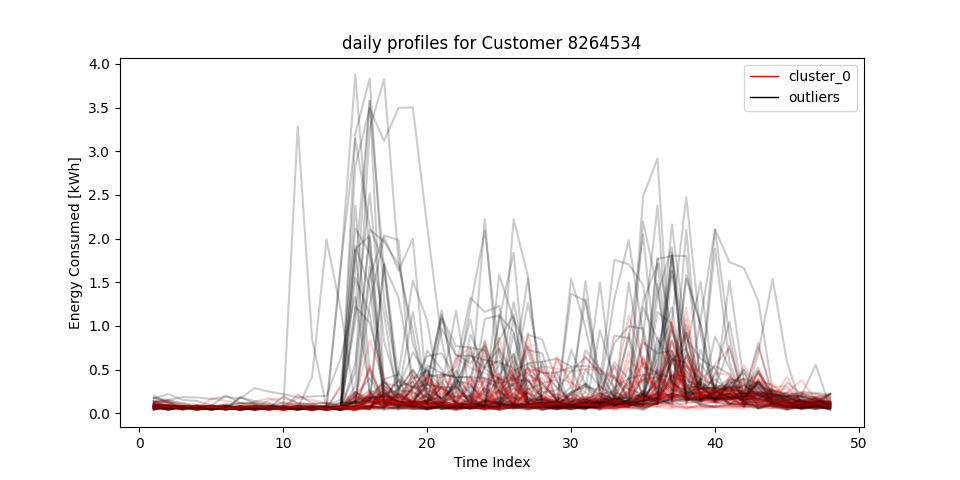 daily profiles for Customer 8264534
cluster_0
outliers
Energy Consumed [kWh]
4.0
3.5
3.0
2.5
2.0
1.5
1.0
0.5
0.0
0 10 20 30 40 50
Time Index